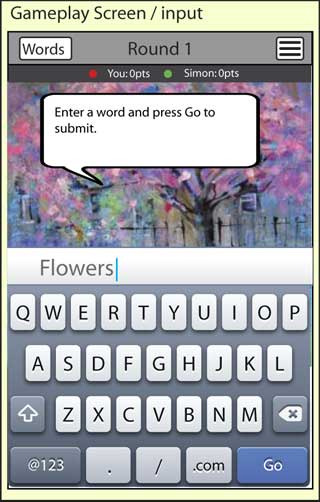 Gameplay Screen / input
Words Round 1
You: 0pts Simon: 0pts
Enter a word and press Go to
submit.
Flowers
Q W E R T Y U I O P
A S D F G H J K L
Z X C V B N M
@123 . / .com Go